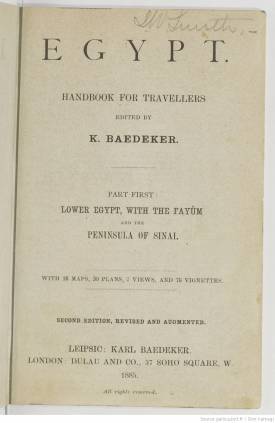 EGYPT.
HANDBOOK FOR TRAVELLERS
EDITED BY
K. BAEDEKER.
PART FIRST:
LOWER EGYPT, WITH THE FAYÛM
AND THE
PENINSULA OF SINAI.
WITH 16 MAPS, 30 PLANS, 7 VIEWS, AND 76 VIGNETTES.
SECOND EDITION, REVISED AND AUGMENTED.
LEIPSIC: KARL BAEDEKER.
LONDON: DULAU AND CO., 37 SOHO SQUARE, W.
1885.
All rights reserved.